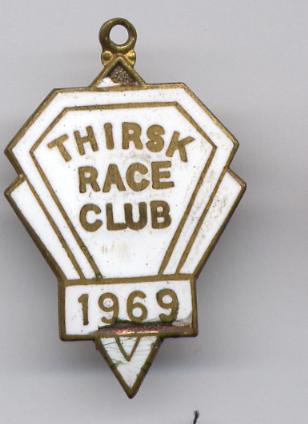 THIRSK
RACE
CLUB
1969